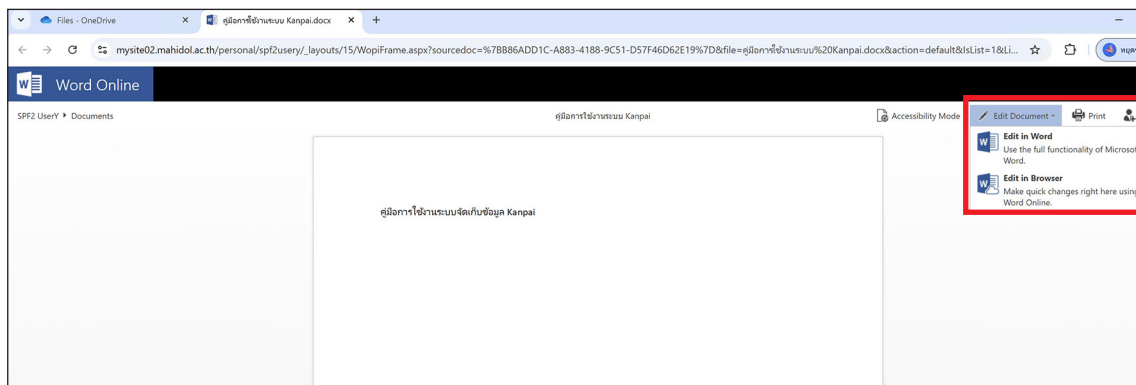 Files - OneDrive
คู่มือการใช้งานระบบ Kanpai.docx
mysite02.mahidol.ac.th/personal/spf2usery/_layouts/15/WopiFrame.aspx?sourcedoc=%7BB86ADD1C-A883-4188-9C51-D57F46D62E19%7D&file=คู่มือการใช้งานระบบ%20Kanpai.docx&action=default&IsList=1&Li...
หยุด
Word Online
SPF2 UserY ▸ Documents
คู่มือการใช้งานระบบ Kanpai
Accessibility Mode
Edit Document
Print
Edit in Word
Use the full functionality of Microsoft
Word.
Edit in Browser
Make quick changes right here using
Word Online.
คู่มือการใช้งานระบบจัดเก็บข้อมูล Kanpai